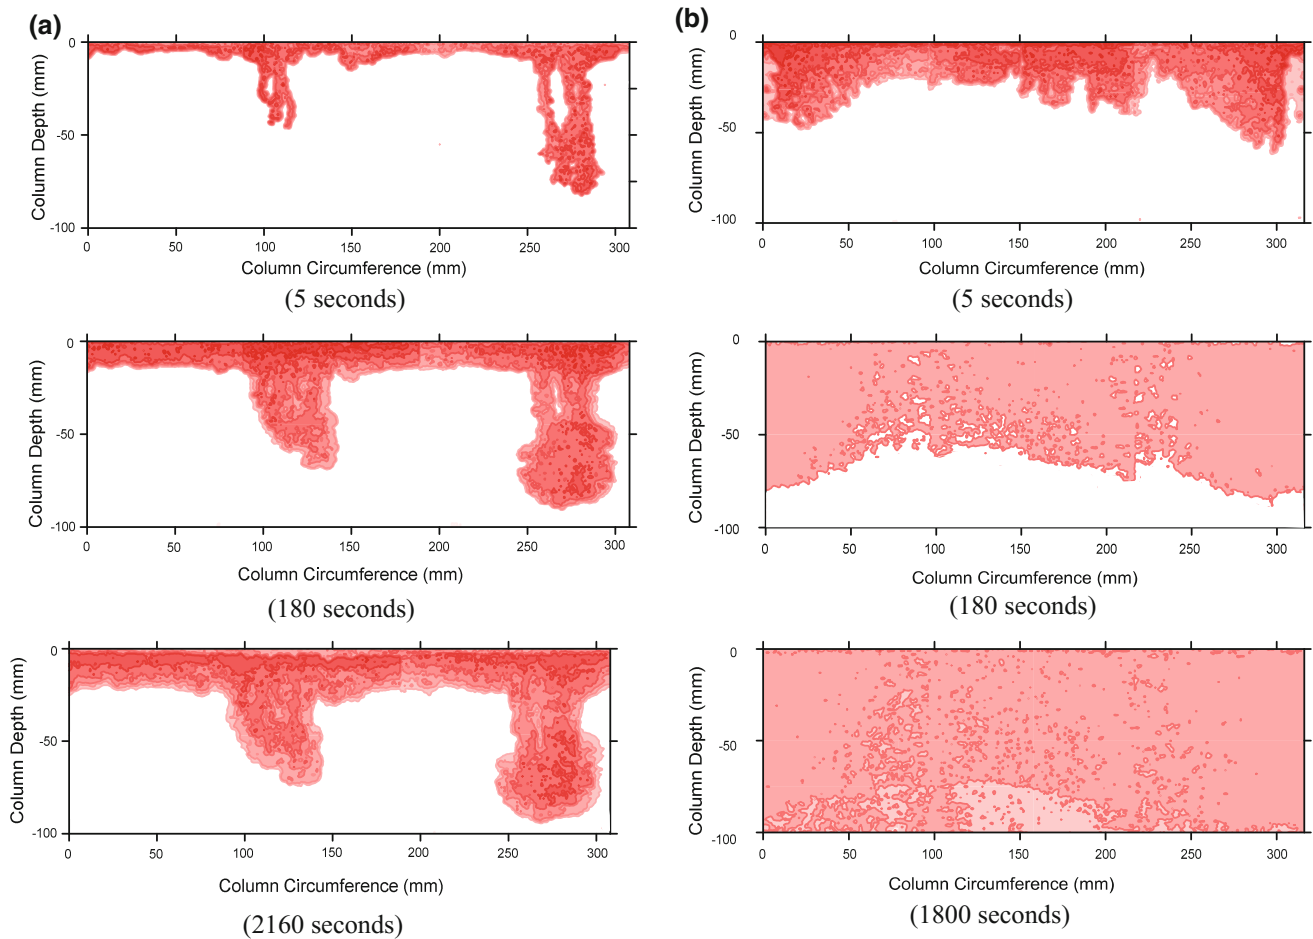 (a)
0
-50
-100
Column Depth (mm)
0 50 100 150 200 250 300
Column Circumference (mm)
(5 seconds)
0
-50
-100
Column Depth (mm)
0 50 100 150 200 250 300
Column Circumference (mm)
(180 seconds)
0
-50
-100
Column Depth (mm)
0 50 100 150 200 250 300
Column Circumference (mm)
(2160 seconds)
(b)
0
-50
-100
Column Depth (mm)
0 50 100 150 200 250 300
Column Circumference (mm)
(5 seconds)
0
-50
-100
Column Depth (mm)
0 50 100 150 200 250 300
Column Circumference (mm)
(180 seconds)
0
-50
-100
Column Depth (mm)
0 50 100 150 200 250 300
Column Circumference (mm)
(1800 seconds)